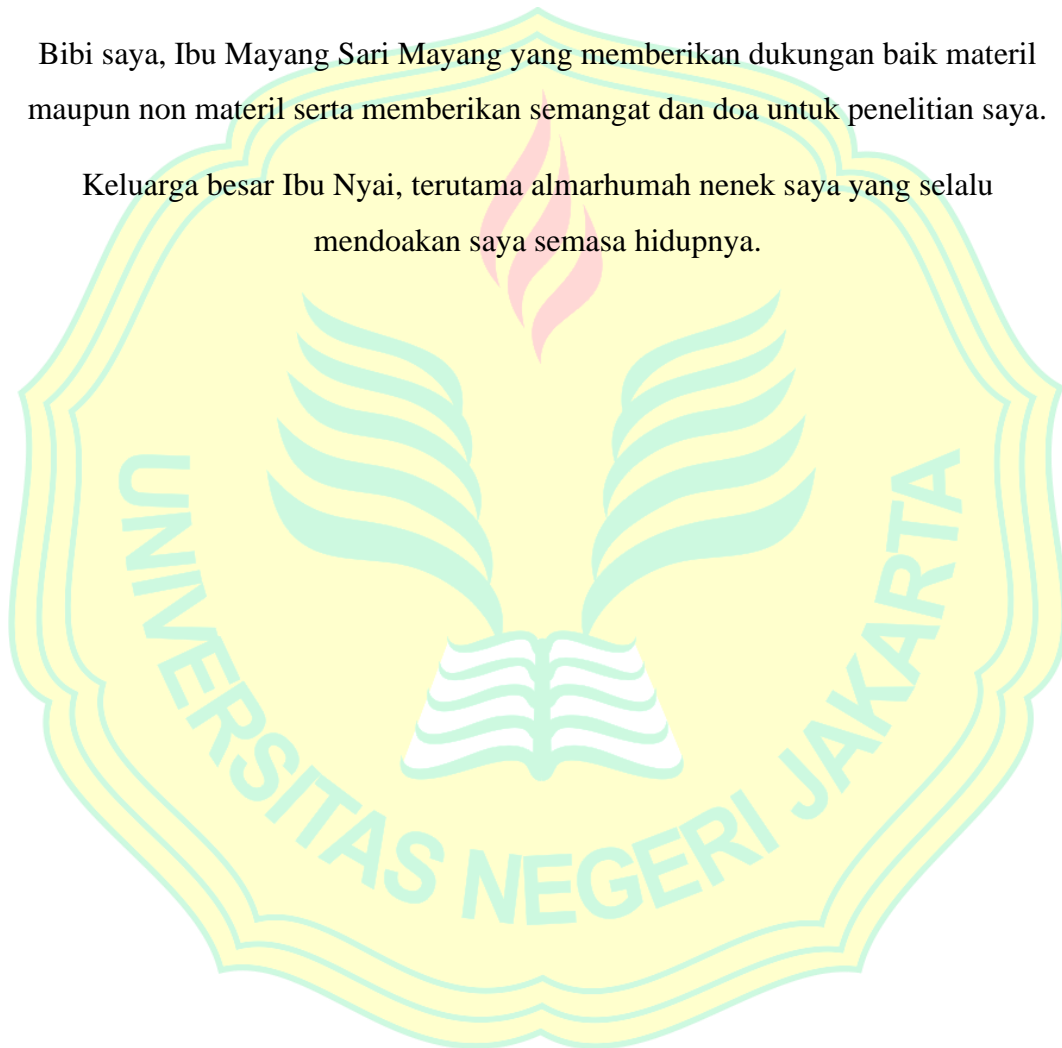 Bibi saya, Ibu Mayang Sari Mayang yang memberikan dukungan baik materil
maupun non materil serta memberikan semangat dan doa untuk penelitian saya.
Keluarga besar Ibu Nyai, terutama almarhumah nenek saya yang selalu
mendoakan saya semasa hidupnya.
UNIVERSITAS NEGERI JAKARTA